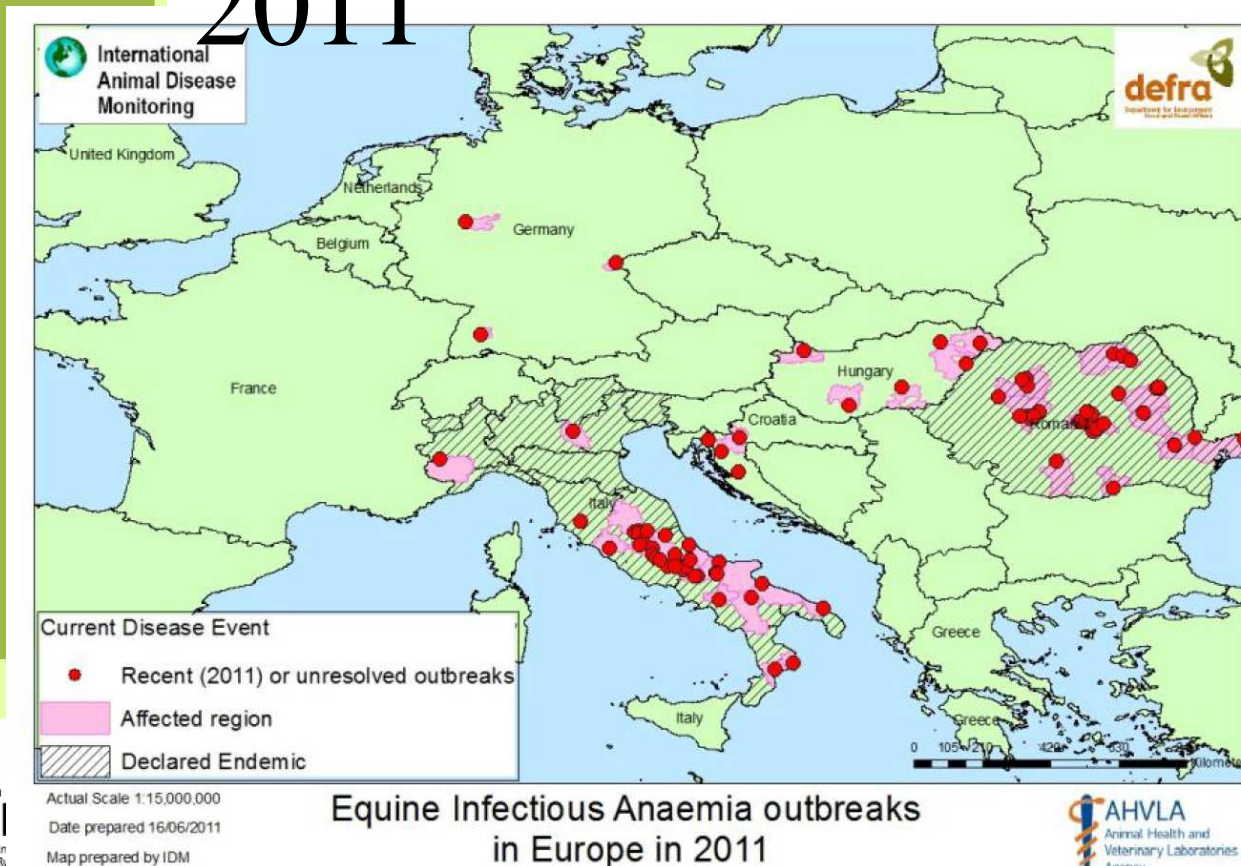 2011
International
Animal Disease
Monitoring
defra
United Kingdom
Netherlands
Belgium
Germany
France
Hungary
Croatia
Italy
Greece
Italy
Greece
Current Disease Event
Recent (2011) or unresolved outbreaks
Affected region
Declared Endemic
0 105 210 420 630
Actual Scale 1:15,000,000
Date prepared 16/06/2011
Map prepared by IDM
Equine Infectious Anaemia outbreaks
in Europe in 2011
AHVLA
Animal Health and
Veterinary Laboratories